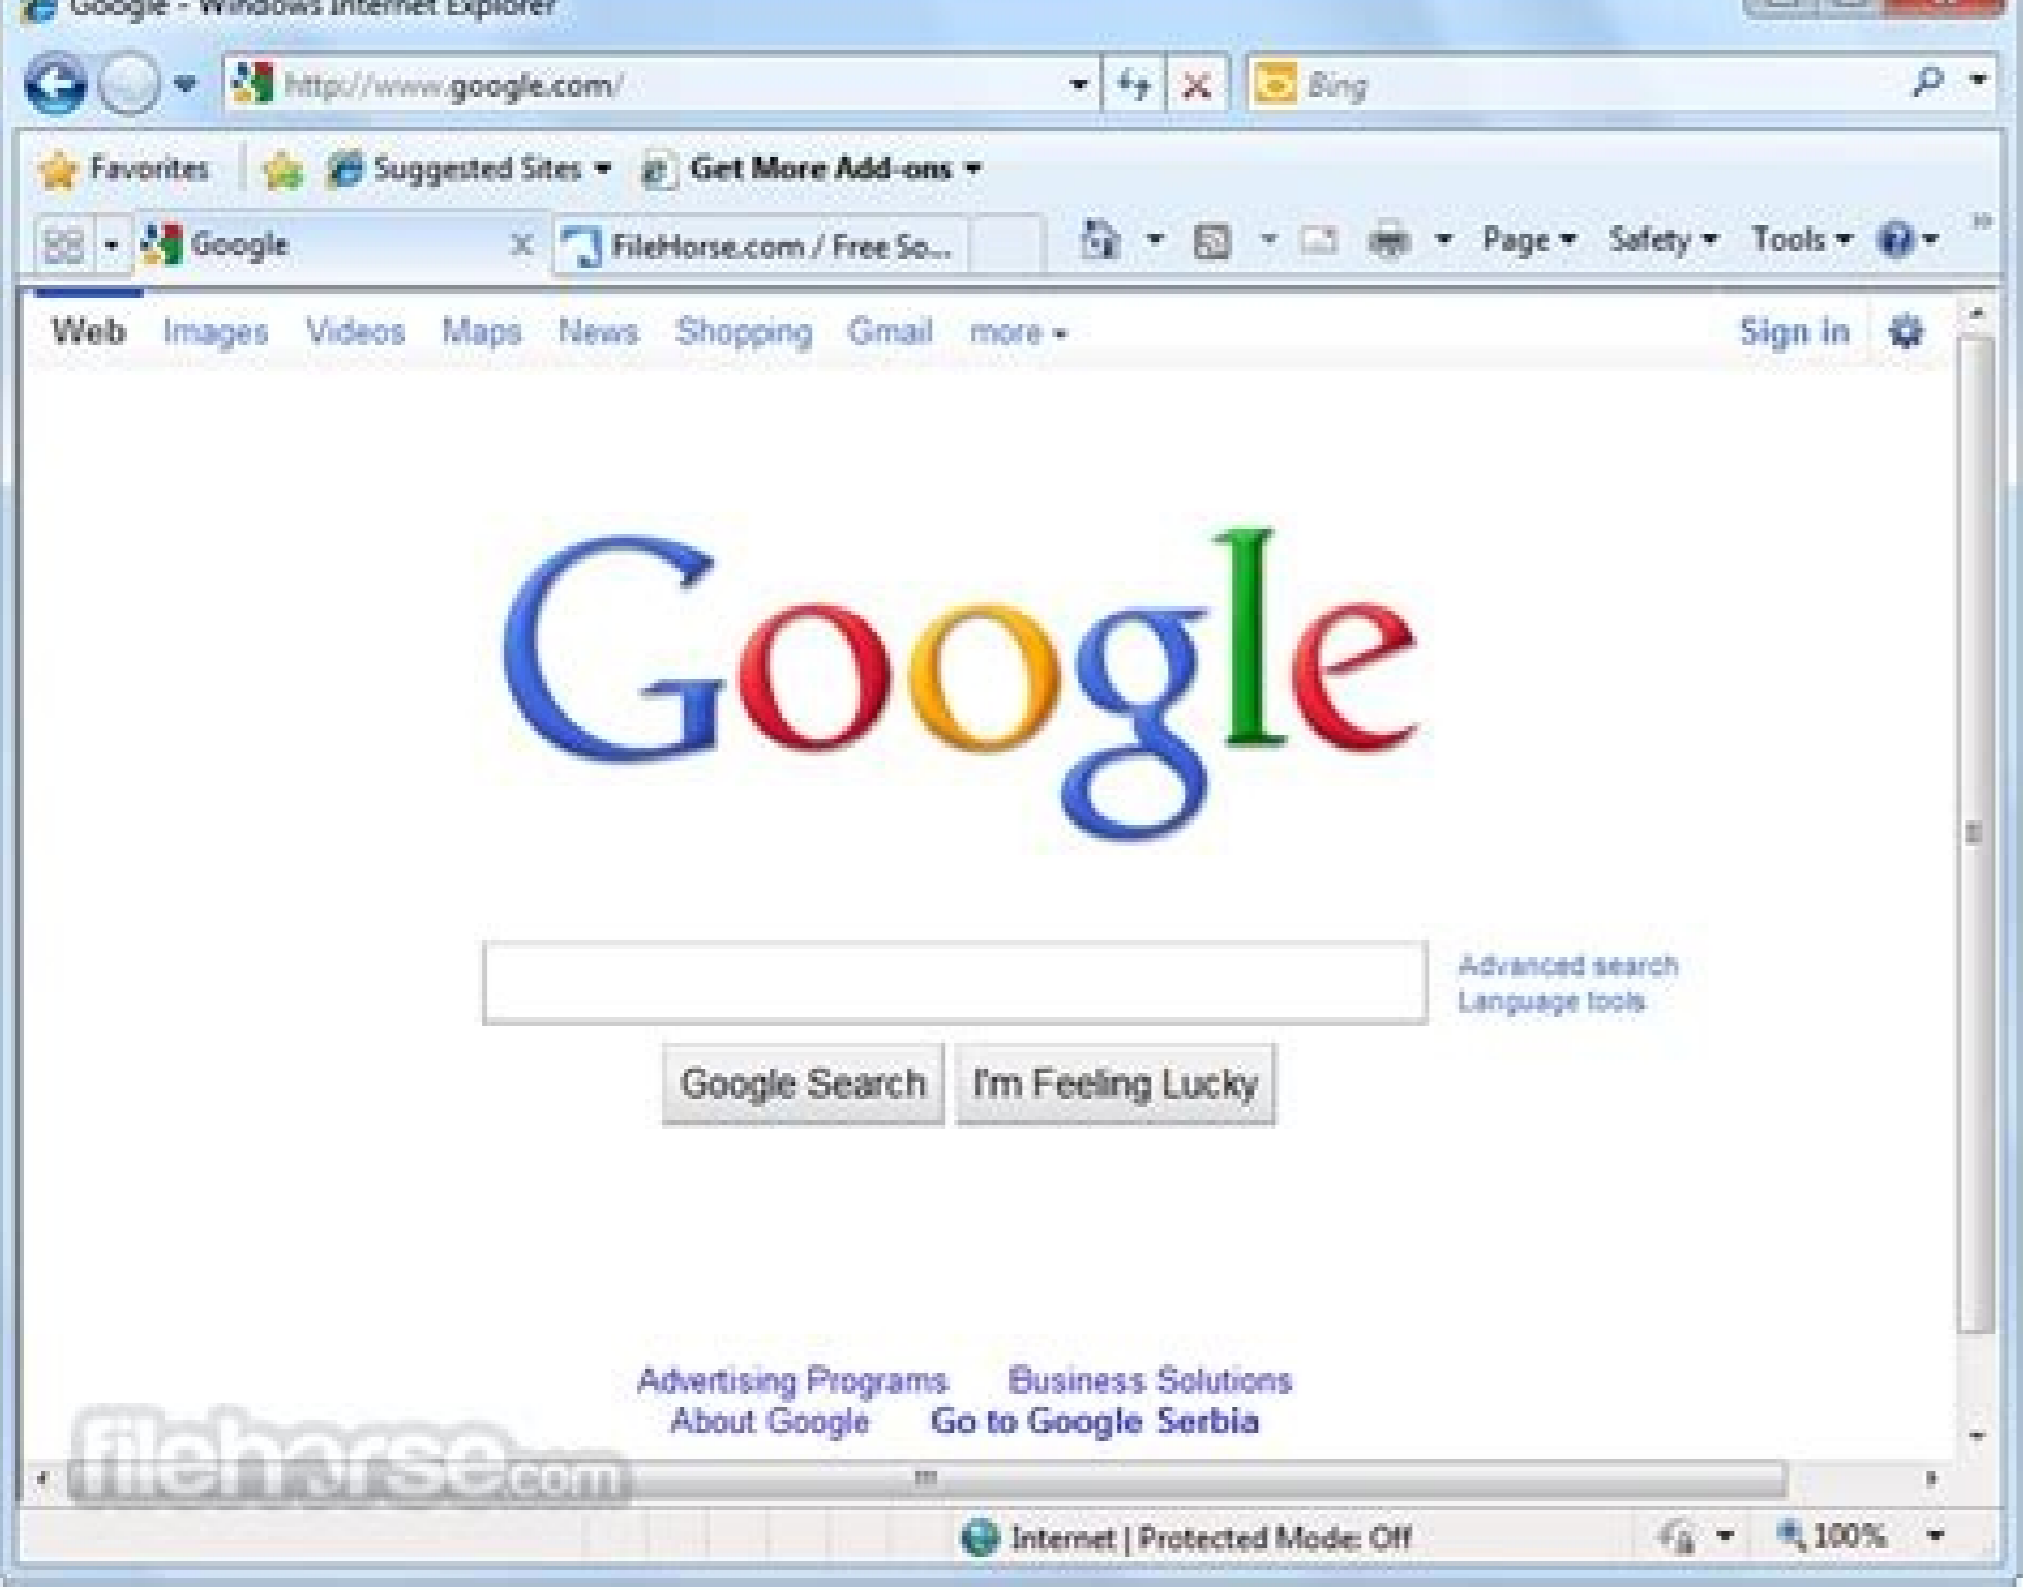 Google - Windows Internet Explorer
http://www.google.com/ Bing
Favorites Suggested Sites Get More Add-ons
Google FileHorse.com / Free So... Page Safety Tools
Web Images Videos Maps News Shopping Gmail more Sign in
Google
Advanced search
Language tools
Google Search I'm Feeling Lucky
Advertising Programs Business Solutions
About Google Go to Google Serbia
filehorse.com
Internet | Protected Mode: Off 100%